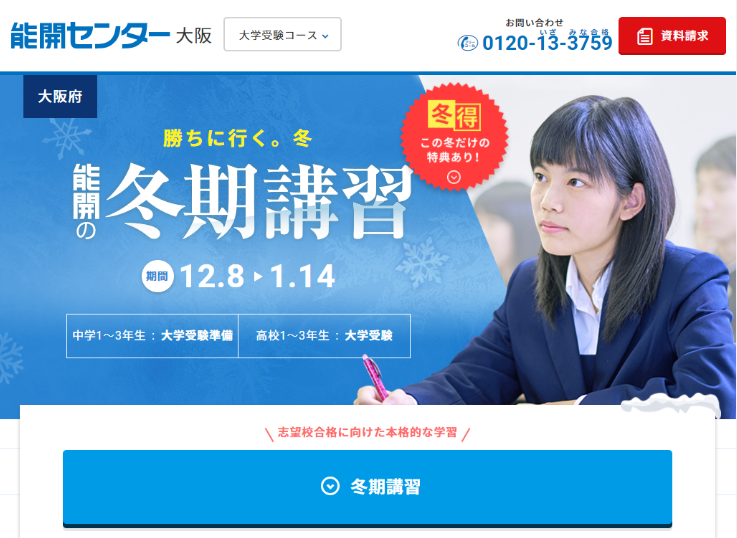 能開センター 大阪
大学受験コース
お問い合わせ
いざ みな合格
0120-13-3759
資料請求
大阪府
冬得
この冬だけの
特典あり!
勝ちに行く。冬
能開の
冬期講習
期間 12.8 1.14
中学1~3年生 : 大学受験準備
高校1~3年生 : 大学受験
志望校合格に向けた本格的な学習
冬期講習